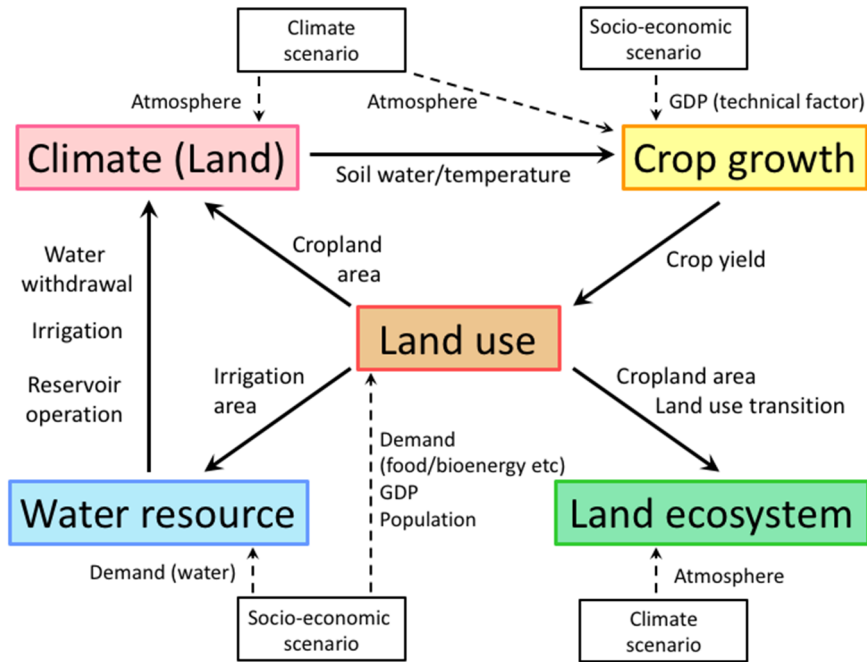 Climate
scenario
Socio-economic
scenario
Atmosphere
Atmosphere
GDP (technical factor)
Climate (Land)
Crop growth
Soil water/temperature
Water
withdrawal
Cropland
area
Crop yield
Irrigation
Land use
Reservoir
operation
Irrigation
area
Cropland area
Land use transition
Demand
(food/bioenergy etc)
GDP
Population
Water resource
Land ecosystem
Demand (water)
Atmosphere
Socio-economic
scenario
Climate
scenario